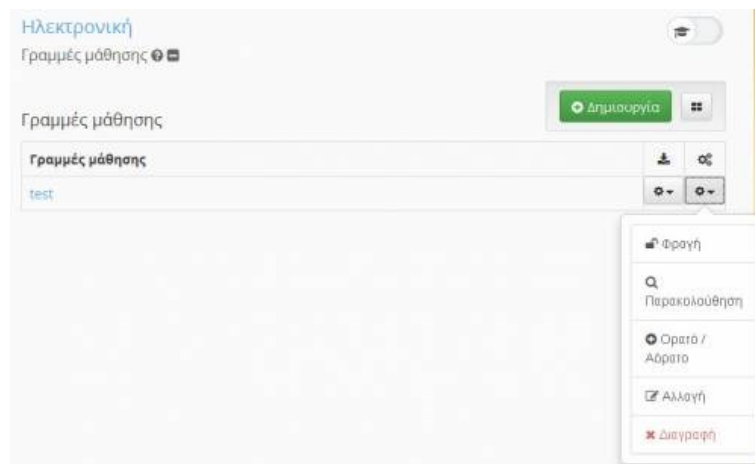 Ηλεκτρονική
Γραμμές μάθησης
Δημιουργία
Γραμμές μάθησης
Γραμμές μάθησης
test
Φραγή
Παρακολούθηση
Ορατό /
Αόρατο
Αλλαγή
Διαγραφή